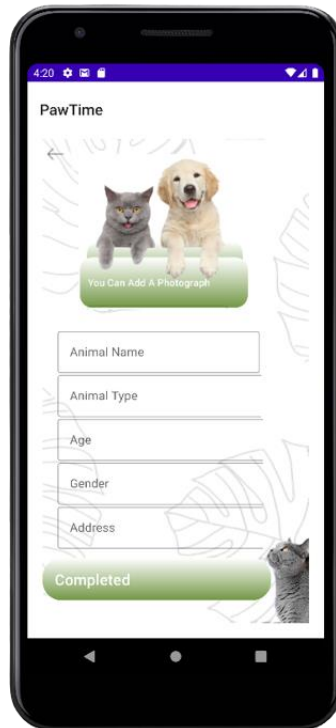 4:20
PawTime
You Can Add A Photograph
Animal Name
Animal Type
Age
Gender
Address
Completed